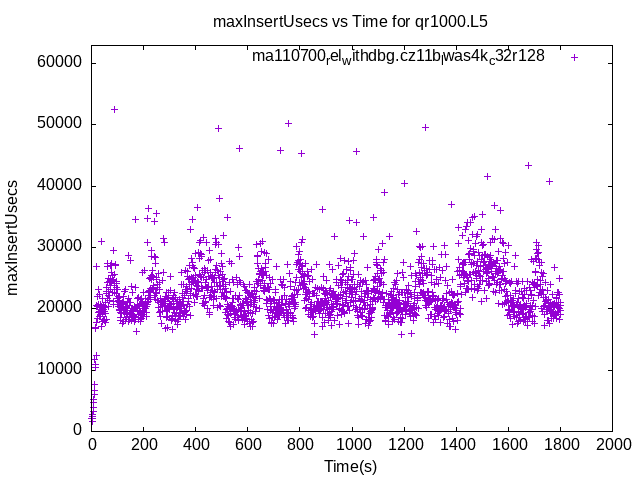 maxInsertUsecs vs Time for qr1000.L5
ma110700_rel_withdbg.cz11b_bwas4k_c32r128
60000
50000
40000
30000
20000
10000
0
maxInsertUsecs
0 200 400 600 800 1000 1200 1400 1600 1800 2000
Time(s)